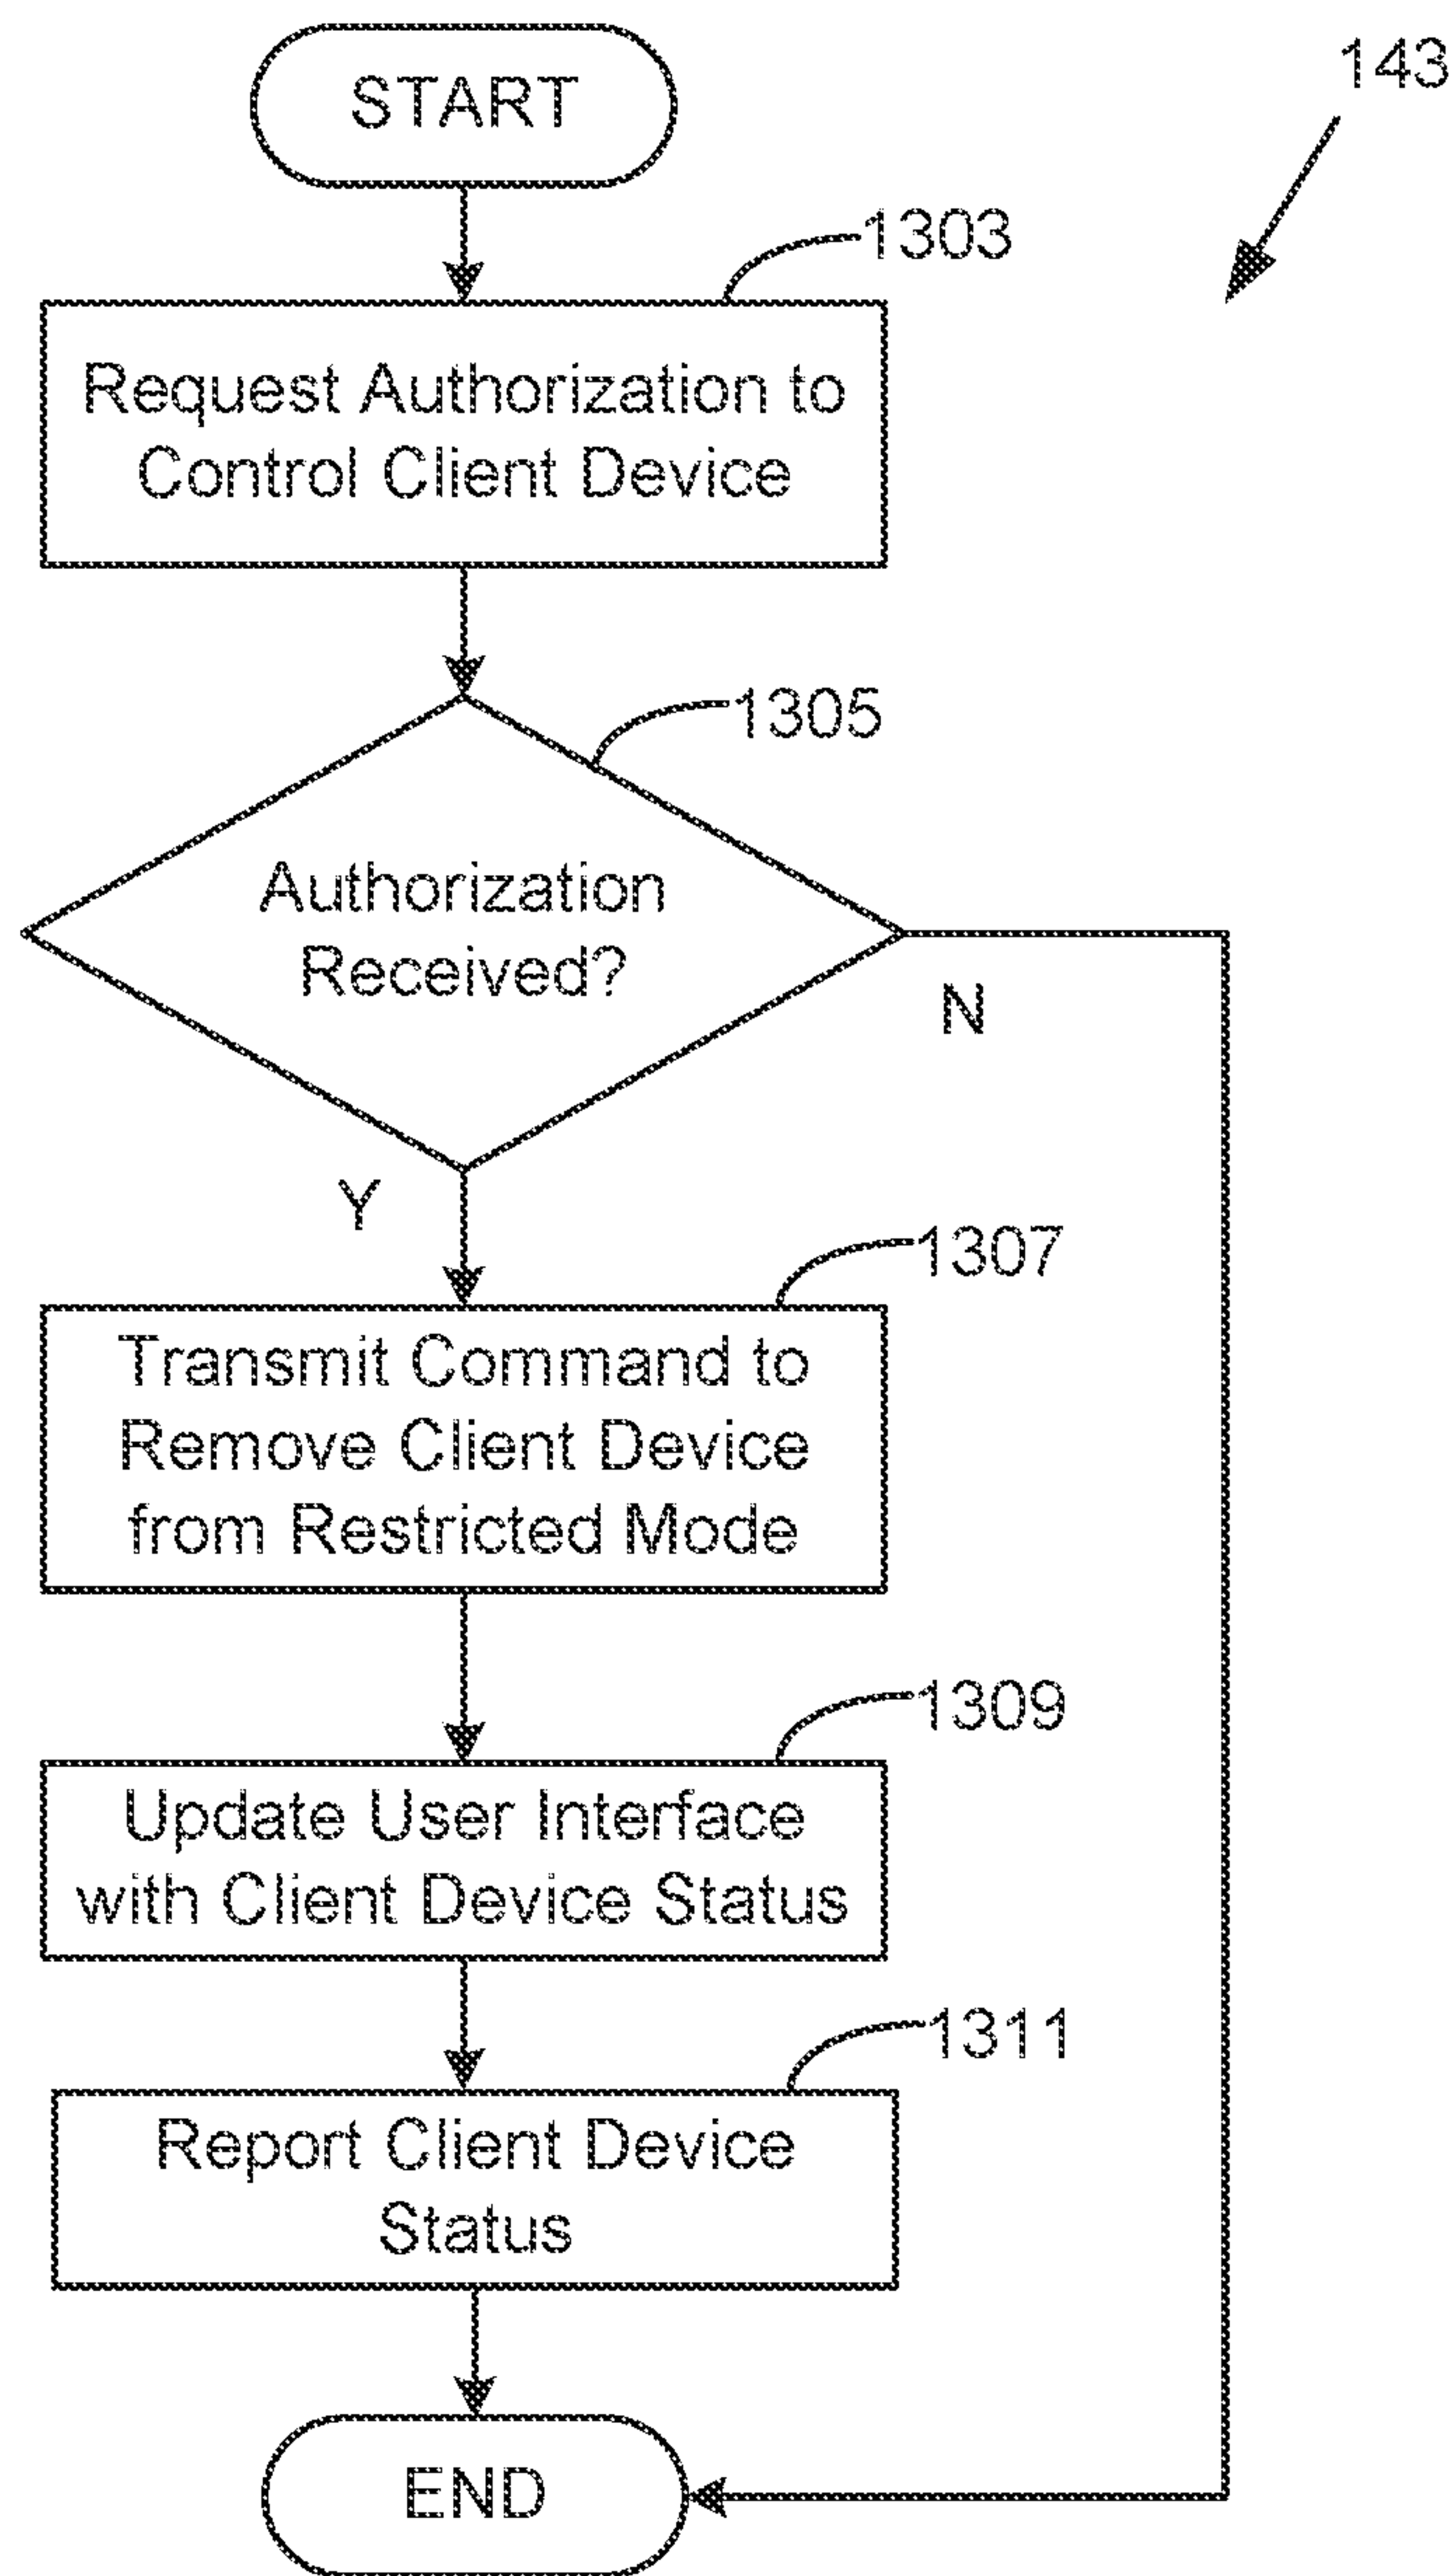 START
143
1303
Request Authorization to
Control Client Device
1305
Authorization
Received?
N
Y
1307
Transmit Command to
Remove Client Device
from Restricted Mode
1309
Update User Interface
with Client Device Status
1311
Report Client Device
Status
END